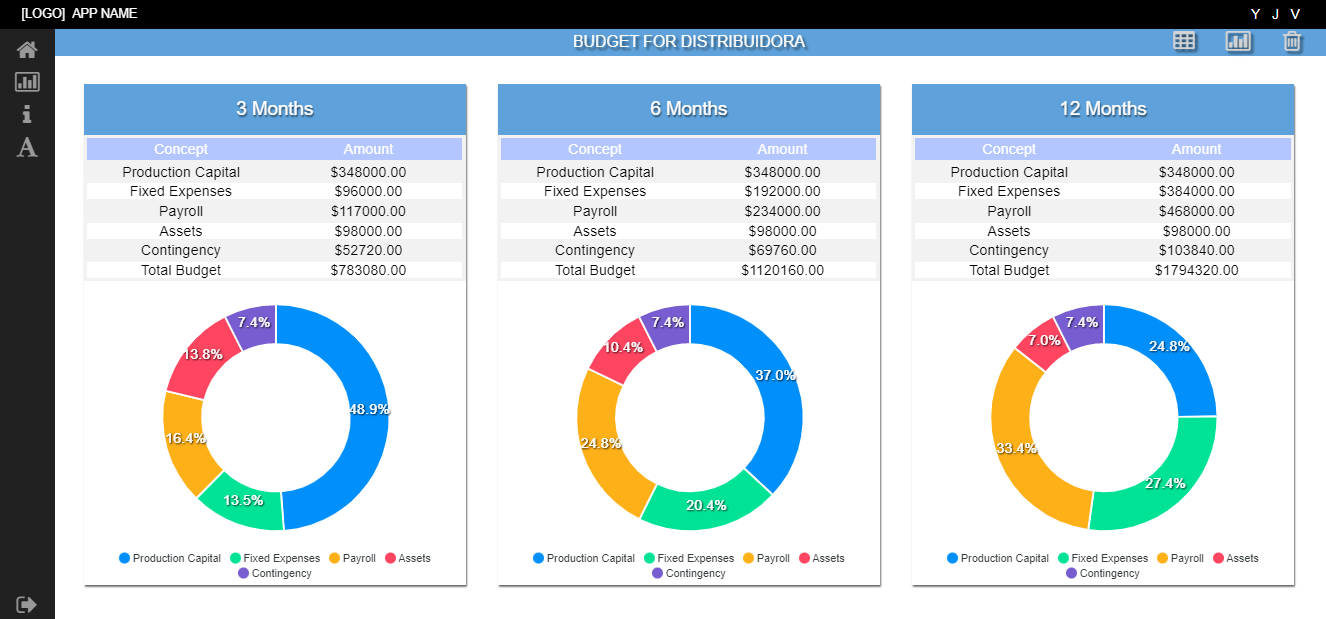 [LOGO] APP NAME
Y J V
BUDGET FOR DISTRIBUIDORA
3 Months
Concept Amount
Production Capital $348000.00
Fixed Expenses $96000.00
Payroll $117000.00
Assets $98000.00
Contingency $52720.00
Total Budget $783080.00
7.4%
13.8%
48.9%
16.4%
13.5%
Production Capital Fixed Expenses Payroll Assets
Contingency
6 Months
Concept Amount
Production Capital $348000.00
Fixed Expenses $192000.00
Payroll $234000.00
Assets $98000.00
Contingency $69760.00
Total Budget $1120160.00
7.4%
10.4%
37.0%
24.8%
20.4%
Production Capital Fixed Expenses Payroll Assets
Contingency
12 Months
Concept Amount
Production Capital $348000.00
Fixed Expenses $384000.00
Payroll $468000.00
Assets $98000.00
Contingency $103840.00
Total Budget $1794320.00
7.4%
7.0%
24.8%
33.4%
27.4%
Production Capital Fixed Expenses Payroll Assets
Contingency